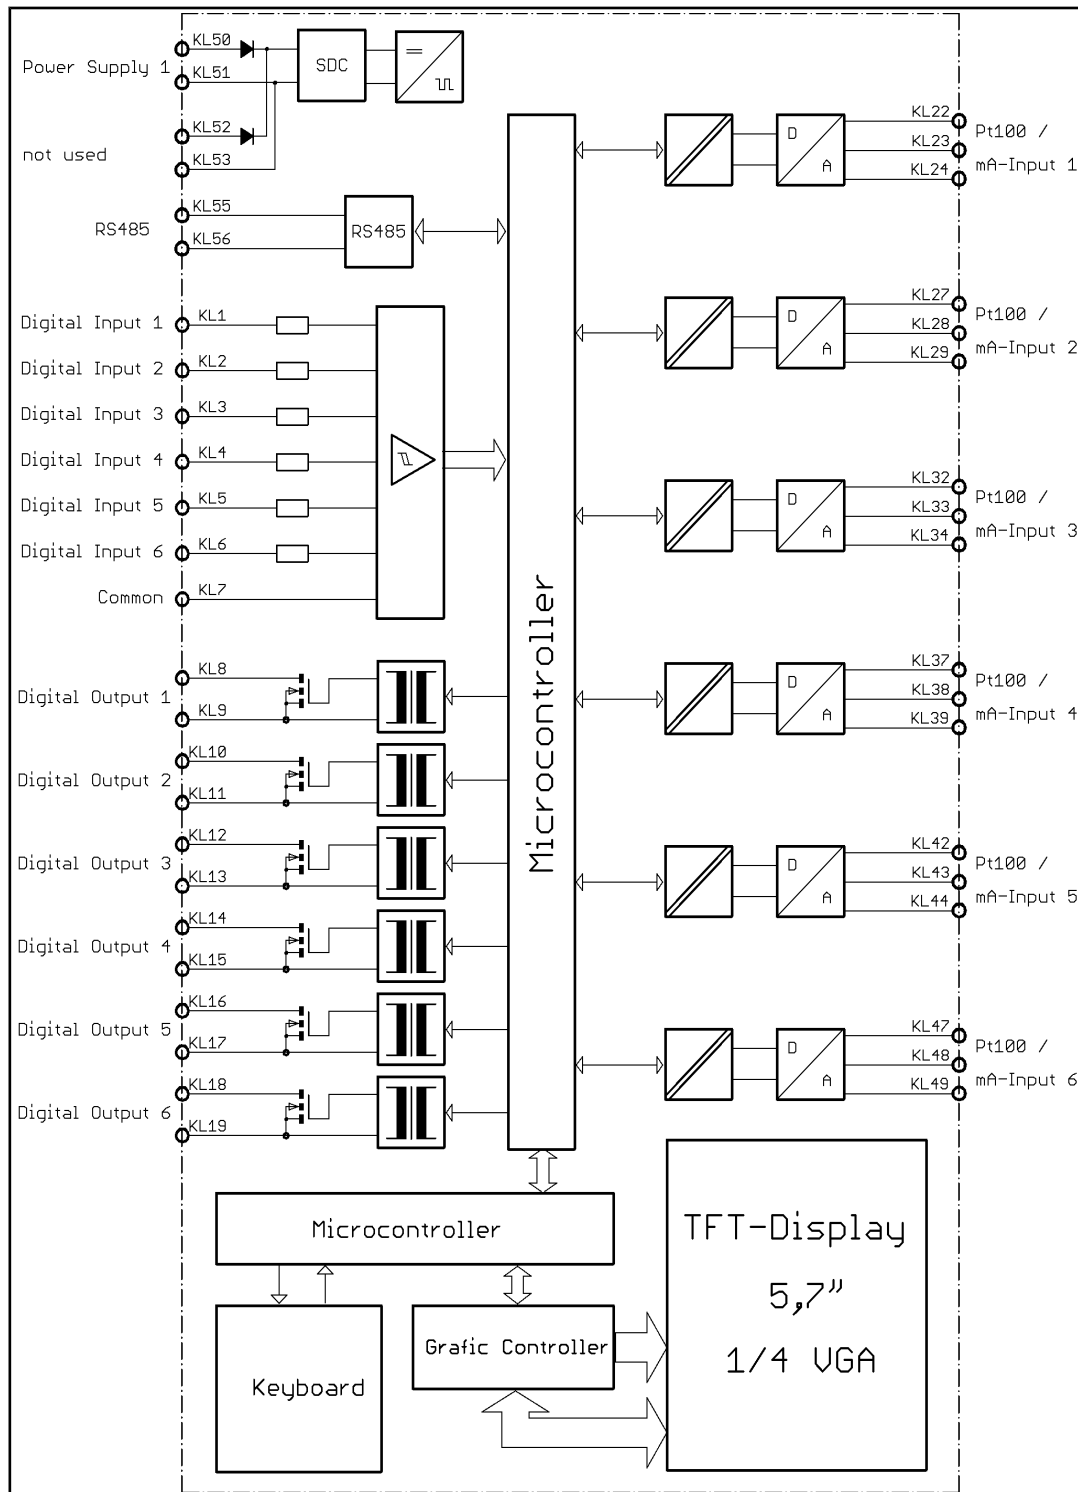 KL50
Power Supply 1
KL51
SDC
KL52
not used
KL53
KL55
RS485
KL56
RS485
Digital Input 1
KL1
Digital Input 2
KL2
Digital Input 3
KL3
Digital Input 4
KL4
Digital Input 5
KL5
Digital Input 6
KL6
Common
KL7
KL8
Digital Output 1
KL9
KL10
Digital Output 2
KL11
KL12
Digital Output 3
KL13
KL14
Digital Output 4
KL15
KL16
Digital Output 5
KL17
KL18
Digital Output 6
KL19
Microcontroller
D
A
KL22
KL23
KL24
Pt100 /
mA-Input 1
D
A
KL27
KL28
KL29
Pt100 /
mA-Input 2
D
A
KL32
KL33
KL34
Pt100 /
mA-Input 3
D
A
KL37
KL38
KL39
Pt100 /
mA-Input 4
D
A
KL42
KL43
KL44
Pt100 /
mA-Input 5
D
A
KL47
KL48
KL49
Pt100 /
mA-Input 6
Microcontroller
Keyboard
Grafic Controller
TFT-Display
5,7"
1/4 VGA